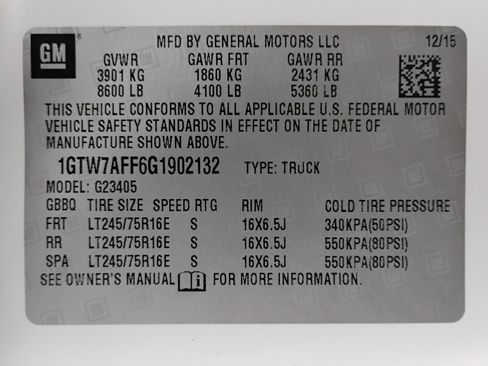 GM
MFD BY GENERAL MOTORS LLC 12/15
GVWR GAWR FRT GAWR RR
3901 KG 1860 KG 2431 KG
8600 LB 4100 LB 5360 LB
THIS VEHICLE CONFORMS TO ALL APPLICABLE U.S. FEDERAL MOTOR
VEHICLE SAFETY STANDARDS IN EFFECT ON THE DATE OF
MANUFACTURE SHOWN ABOVE.
1GTW7AFF6G1902132 TYPE: TRUCK
MODEL: G23405
GBBQ TIRE SIZE SPEED RTG RIM COLD TIRE PRESSURE
FRT LT245/75R16E S 16X6.5J 340KPA(50PSI)
RR LT245/75R16E S 16X6.5J 550KPA(80PSI)
SPA LT245/75R16E S 16X6.5J 550KPA(80PSI)
SEE OWNER'S MANUAL FOR MORE INFORMATION.